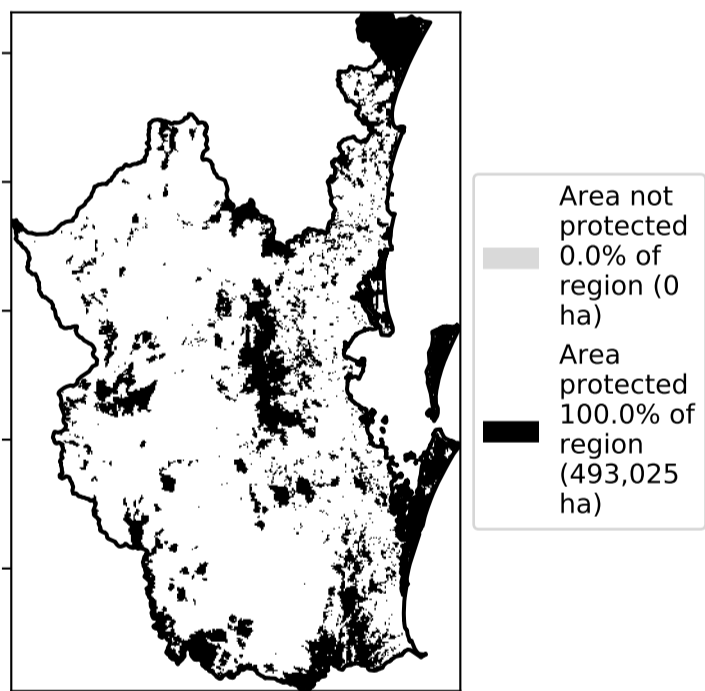 Area not
protected
0.0% of
region (0
ha)
Area
protected
100.0% of
region
(493,025
ha)